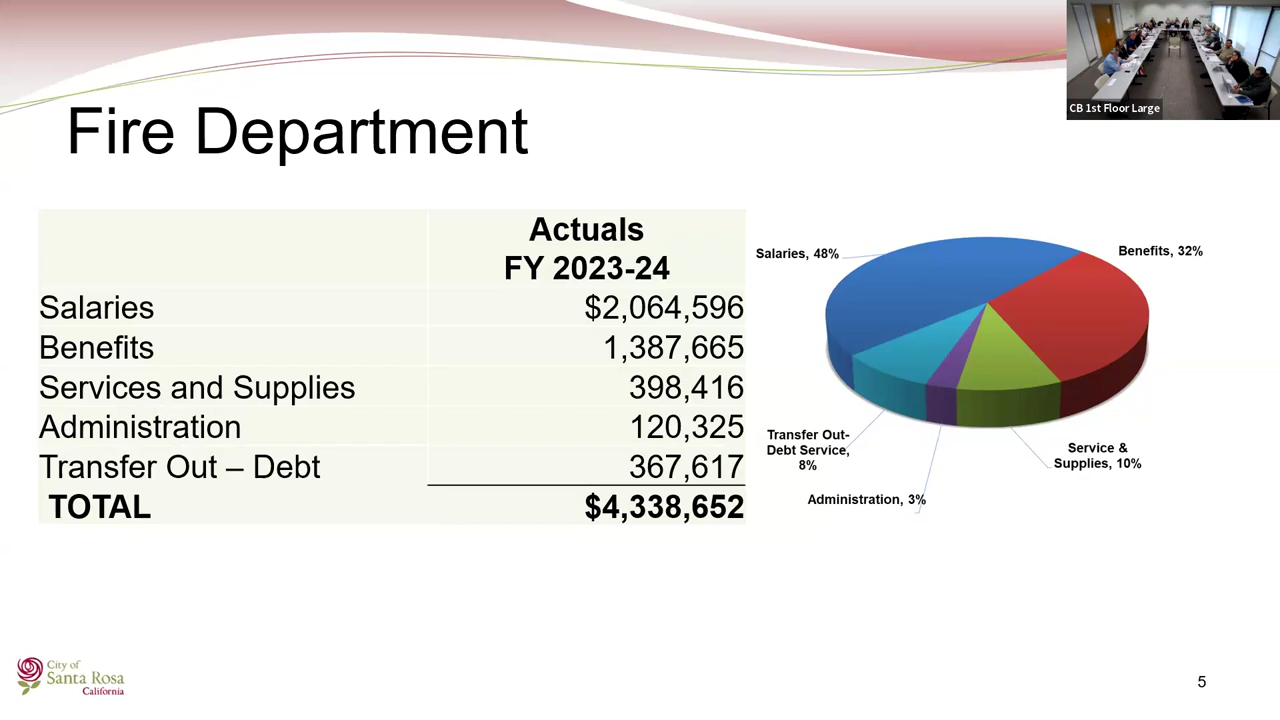 CB 1st Floor Large
Fire Department
Actuals
FY 2023-24
Salaries $2,064,596
Benefits 1,387,665
Services and Supplies 398,416
Administration 120,325
Transfer Out – Debt 367,617
TOTAL $4,338,652
Salaries, 48%
Benefits, 32%
Transfer Out-
Debt Service,
8%
Service &
Supplies, 10%
Administration, 3%
City of
Santa Rosa
California
5